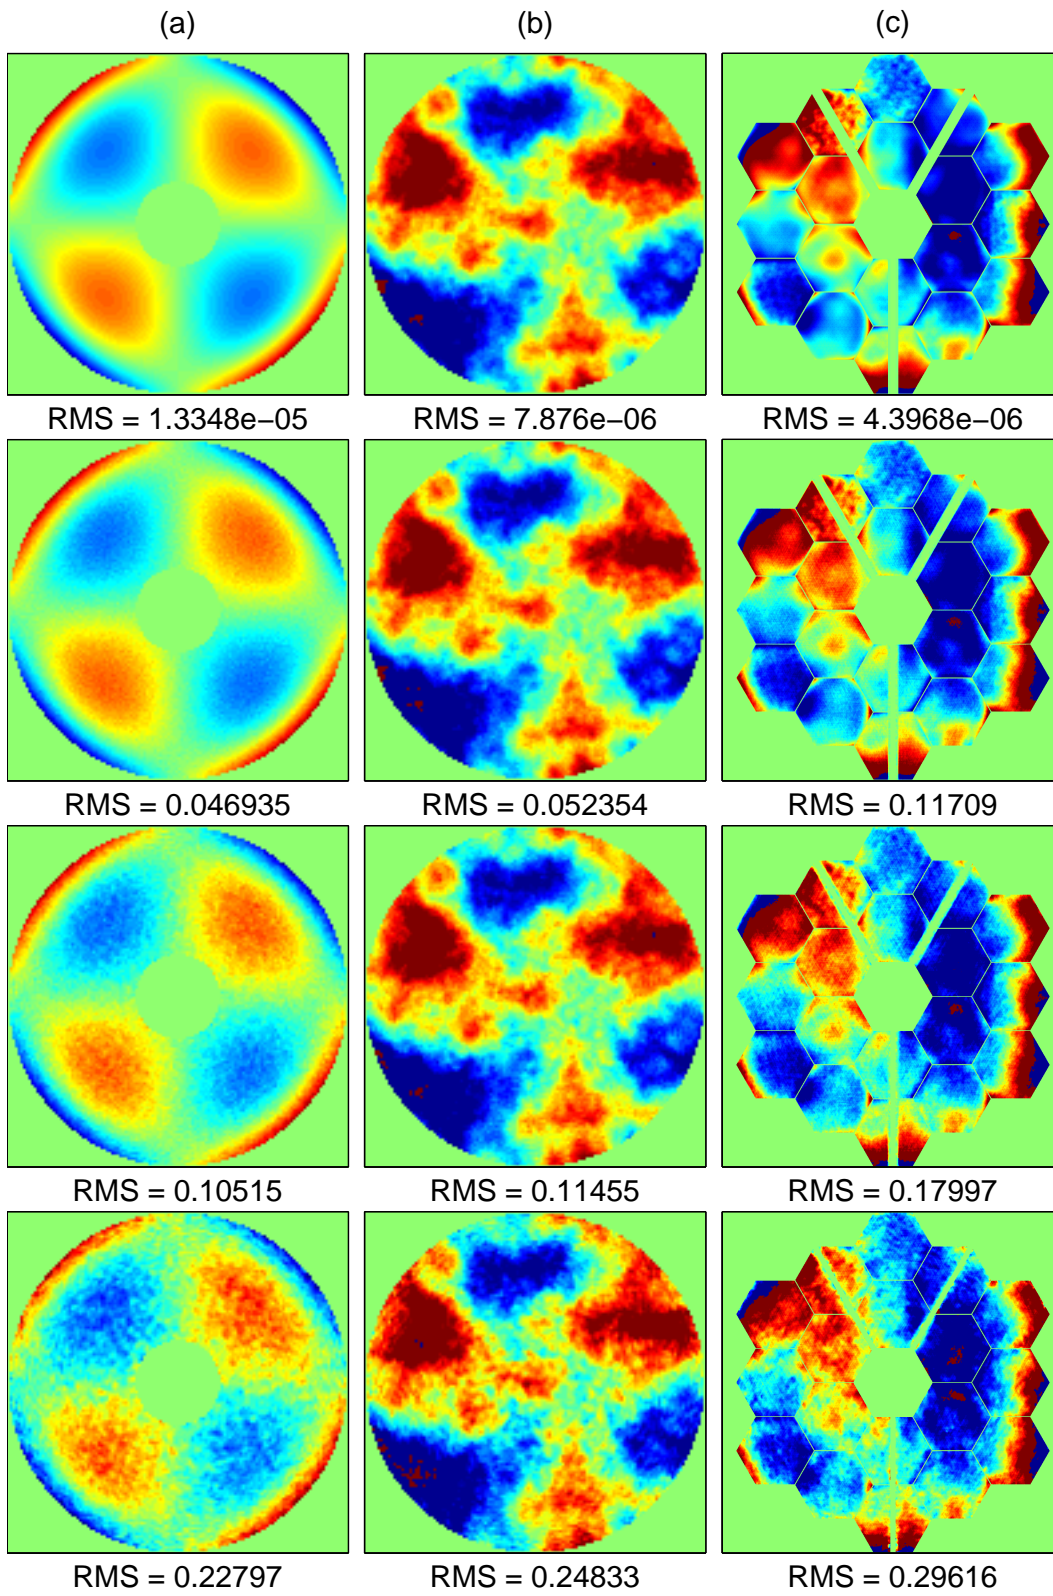 (a) (b) (c)
RMS = 1.3348e−05 RMS = 7.876e−06 RMS = 4.3968e−06
RMS = 0.046935 RMS = 0.052354 RMS = 0.11709
RMS = 0.10515 RMS = 0.11455 RMS = 0.17997
RMS = 0.22797 RMS = 0.24833 RMS = 0.29616